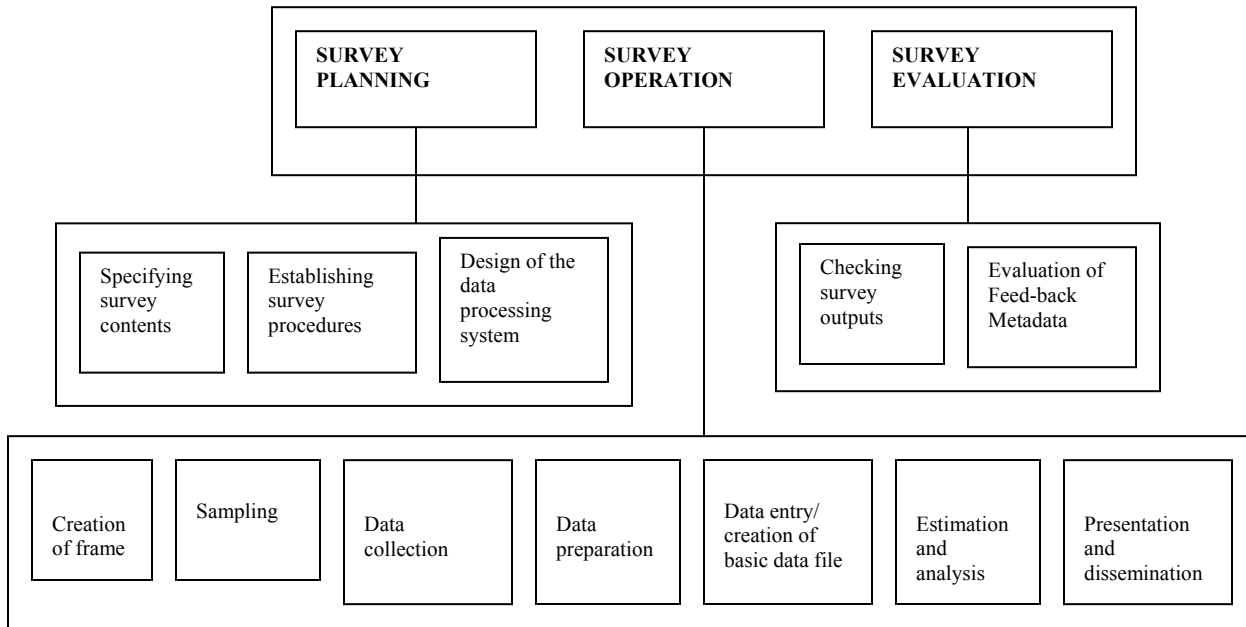 SURVEY
PLANNING
SURVEY
OPERATION
SURVEY
EVALUATION
Specifying
survey
contents
Establishing
survey
procedures
Design of the
data
processing
system
Checking
survey
outputs
Evaluation of
Feed-back
Metadata
Creation
of frame
Sampling
Data
collection
Data
preparation
Data entry/
creation of
basic data file
Estimation
and
analysis
Presentation
and
dissemination